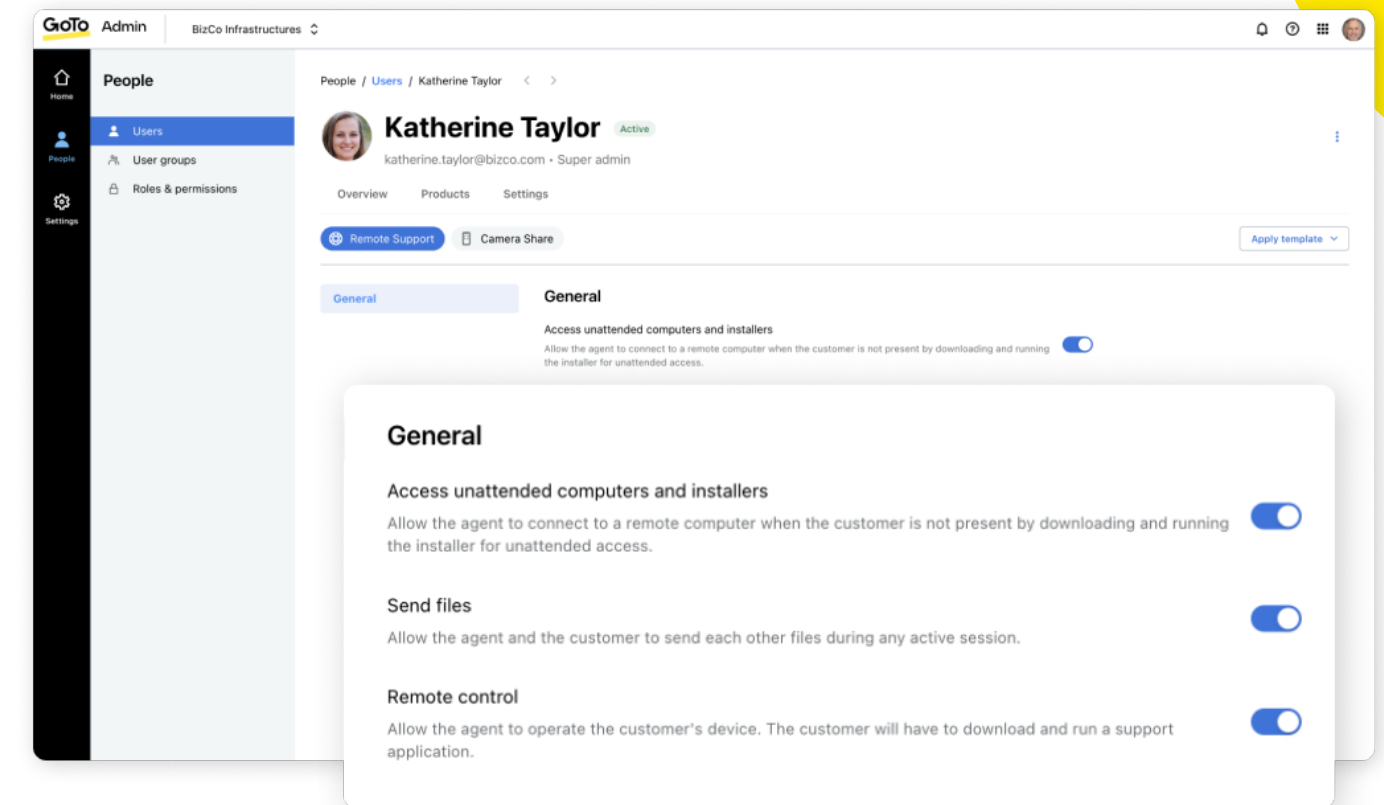 GoTo Admin BizCo Infrastructures
Home
People
Settings
People
Users
User groups
Roles & permissions
People / Users / Katherine Taylor
Katherine Taylor Active
katherine.taylor@bizco.com • Super admin
Overview Products Settings
Remote Support Camera Share Apply template
General
General
Access unattended computers and installers
Allow the agent to connect to a remote computer when the customer is not present by downloading and running
the installer for unattended access.
General
Access unattended computers and installers
Allow the agent to connect to a remote computer when the customer is not present by downloading and running
the installer for unattended access.
Send files
Allow the agent and the customer to send each other files during any active session.
Remote control
Allow the agent to operate the customer's device. The customer will have to download and run a support
application.